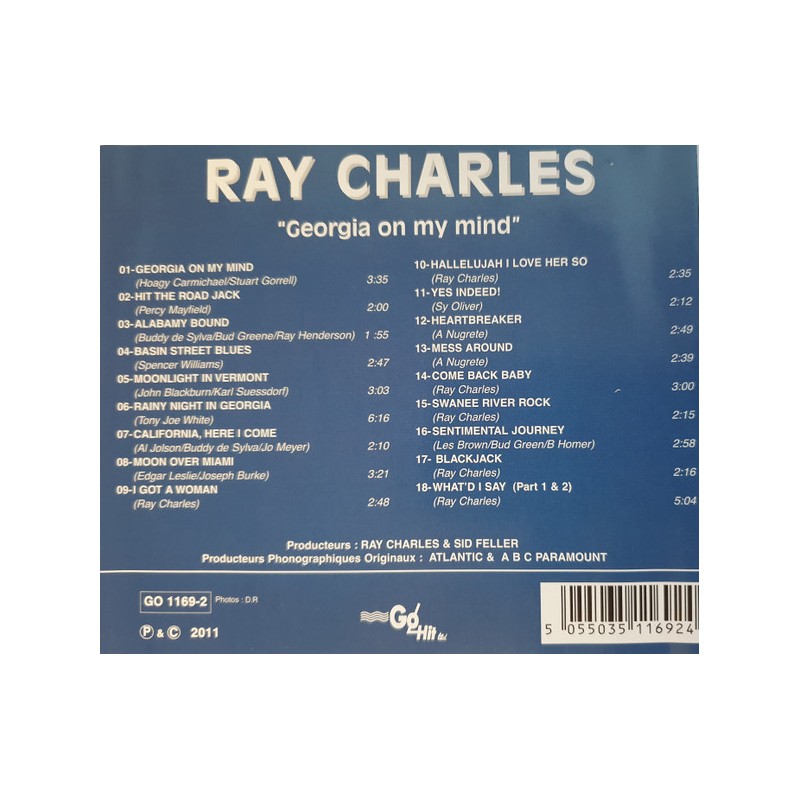 RAY CHARLES
"Georgia on my mind"
01-GEORGIA ON MY MIND
(Hoagy Carmichael/Stuart Gorrell) 3:35
02-HIT THE ROAD JACK
(Percy Mayfield) 2:00
03-ALABAMY BOUND
(Buddy de Sylva/Bud Greene/Ray Henderson) 1 :55
04-BASIN STREET BLUES
(Spencer Williams) 2:47
05-MOONLIGHT IN VERMONT
(John Blackburn/Karl Suessdorf) 3:03
06-RAINY NIGHT IN GEORGIA
(Tony Joe White) 6:16
07-CALIFORNIA, HERE I COME
(Al Jolson/Buddy de Sylva/Jo Meyer) 2:10
08-MOON OVER MIAMI
(Edgar Leslie/Joseph Burke) 3:21
09-I GOT A WOMAN
(Ray Charles) 2:48
10-HALLELUJAH I LOVE HER SO
(Ray Charles) 2:35
11-YES INDEED!
(Sy Oliver) 2:12
12-HEARTBREAKER
(A Nugrete) 2:49
13-MESS AROUND
(A Nugrete) 2:39
14-COME BACK BABY
(Ray Charles) 3:00
15-SWANEE RIVER ROCK
(Ray Charles) 2:15
16-SENTIMENTAL JOURNEY
(Les Brown/Bud Green/B Homer) 2:58
17- BLACKJACK
(Ray Charles) 2:16
18-WHAT'D I SAY (Part 1 & 2)
(Ray Charles) 5:04
Producteurs : RAY CHARLES & SID FELLER
Producteurs Phonographiques Originaux : ATLANTIC & A B C PARAMOUNT
GO 1169-2 Photos : D.R
Ⓟ & © 2011
Go Hit Ltd
5 055035 116924